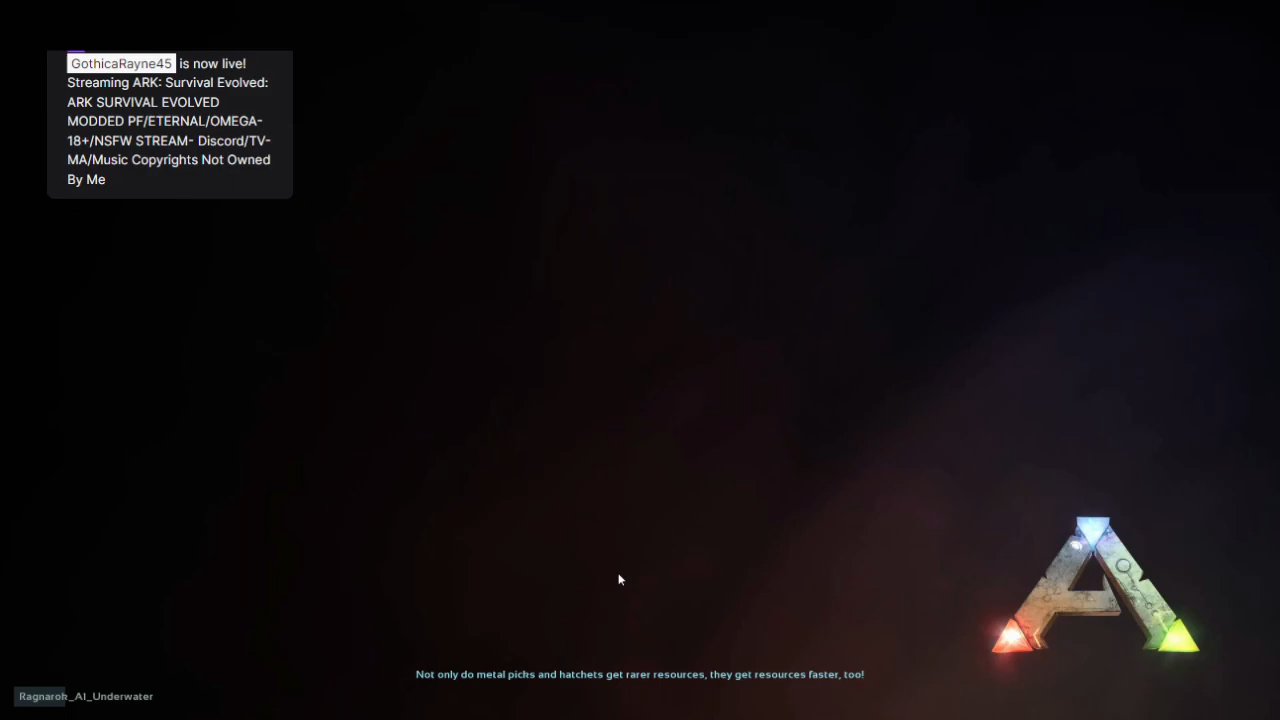 GothicaRayne45 is now live!
Streaming ARK: Survival Evolved:
ARK SURVIVAL EVOLVED
MODDED PF/ETERNAL/OMEGA-
18+/NSFW STREAM- Discord/TV-
MA/Music Copyrights Not Owned
By Me
Not only do metal picks and hatchets get rarer resources, they get resources faster, too!
Ragnarok_AI_Underwater